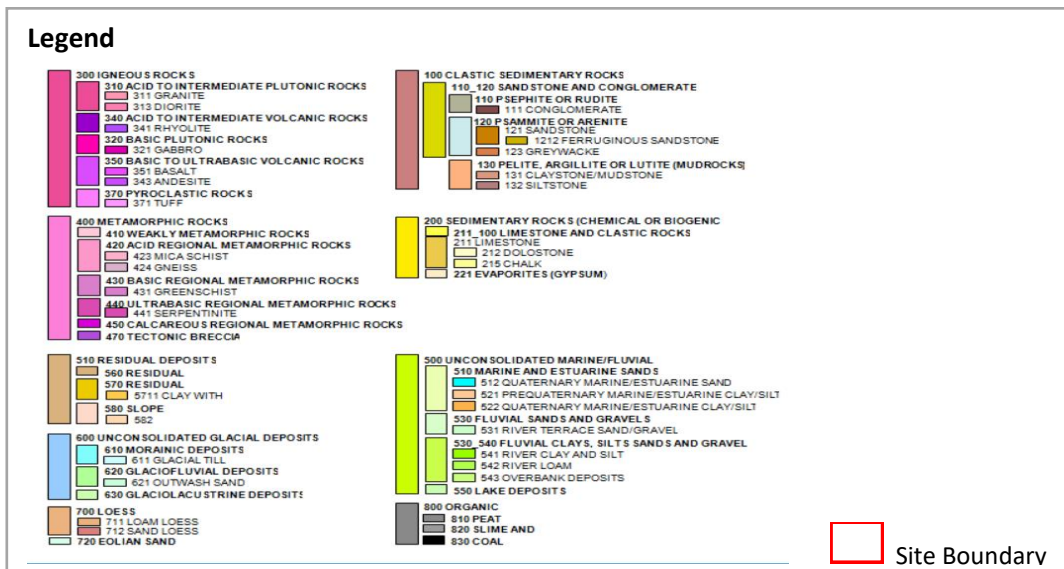 Legend
300 IGNEOUS ROCKS
310 ACID TO INTERMEDIATE PLUTONIC ROCKS
311 GRANITE
313 DIORITE
340 ACID TO INTERMEDIATE VOLCANIC ROCKS
341 RHYOLITE
320 BASIC PLUTONIC ROCKS
321 GABBRO
350 BASIC TO ULTRABASIC VOLCANIC ROCKS
351 BASALT
343 ANDESITE
370 PYROCLASTIC ROCKS
371 TUFF
400 METAMORPHIC ROCKS
410 WEAKLY METAMORPHIC ROCKS
420 ACID REGIONAL METAMORPHIC ROCKS
423 MICA SCHIST
424 GNEISS
430 BASIC REGIONAL METAMORPHIC ROCKS
431 GREENSCHIST
440 ULTRABASIC REGIONAL METAMORPHIC ROCKS
441 SERPENTINITE
450 CALCAREOUS REGIONAL METAMORPHIC ROCKS
470 TECTONIC BRECCIA
510 RESIDUAL DEPOSITS
560 RESIDUAL
570 RESIDUAL
5711 CLAY WITH
580 SLOPE
582
600 UNCONSOLIDATED GLACIAL DEPOSITS
610 MORAINIC DEPOSITS
611 GLACIAL TILL
620 GLACIOFLUVIAL DEPOSITS
621 OUTWASH SAND
630 GLACIOLACUSTRINE DEPOSITS
700 LOESS
711 LOAM LOESS
712 SAND LOESS
720 EOLIAN SAND
100 CLASTIC SEDIMENTARY ROCKS
110_120 SANDSTONE AND CONGLOMERATE
110 PSEPHITE OR RUDITE
111 CONGLOMERATE
120 PSAMMITE OR ARENITE
121 SANDSTONE
1212 FERRUGINOUS SANDSTONE
123 GREYWACKE
130 PELITE, ARGILLITE OR LUTITE (MUDROCKS)
131 CLAYSTONE/MUDSTONE
132 SILTSTONE
200 SEDIMENTARY ROCKS (CHEMICAL OR BIOGENIC
211_100 LIMESTONE AND CLASTIC ROCKS
211 LIMESTONE
212 DOLOSTONE
215 CHALK
221 EVAPORITES (GYPSUM)
500 UNCONSOLIDATED MARINE/FLUVIAL
510 MARINE AND ESTUARINE SANDS
512 QUATERNARY MARINE/ESTUARINE SAND
521 PREQUATERNARY MARINE/ESTUARINE CLAY/SILT
522 QUATERNARY MARINE/ESTUARINE CLAY/SILT
530 FLUVIAL SANDS AND GRAVELS
531 RIVER TERRACE SAND/GRAVEL
530_540 FLUVIAL CLAYS, SILTS SANDS AND GRAVEL
541 RIVER CLAY AND SILT
542 RIVER LOAM
543 OVERBANK DEPOSITS
550 LAKE DEPOSITS
800 ORGANIC
810 PEAT
820 SLIME AND
830 COAL
Site Boundary